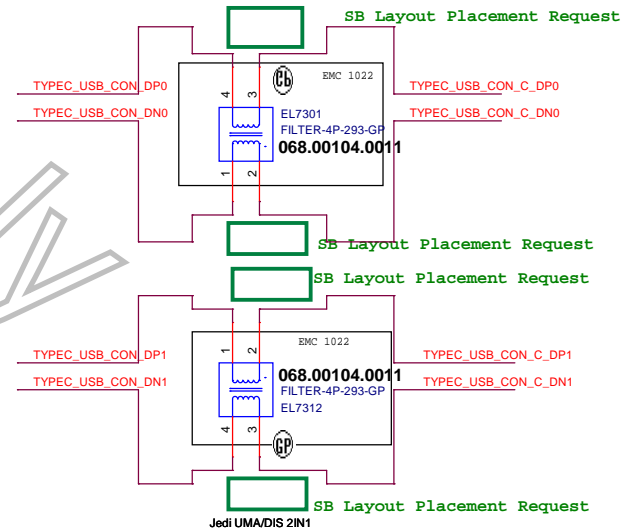 SB Layout Placement Request
EMC 1022
TYPEC_USB_CON_DP0
TYPEC_USB_CON_C_DP0
4
3
TYPEC_USB_CON_DN0
EL7301
TYPEC_USB_CON_C_DN0
FILTER-4P-293-GP
068.00104.0011
1
2
SB Layout Placement Request
SB Layout Placement Request
EMC 1022
TYPEC_USB_CON_DP1
1
2
TYPEC_USB_CON_C_DP1
068.00104.0011
TYPEC_USB_CON_DN1
FILTER-4P-293-GP
TYPEC_USB_CON_C_DN1
EL7312
4
3
GP
SB Layout Placement Request
Jedi UMA/DIS 2IN1